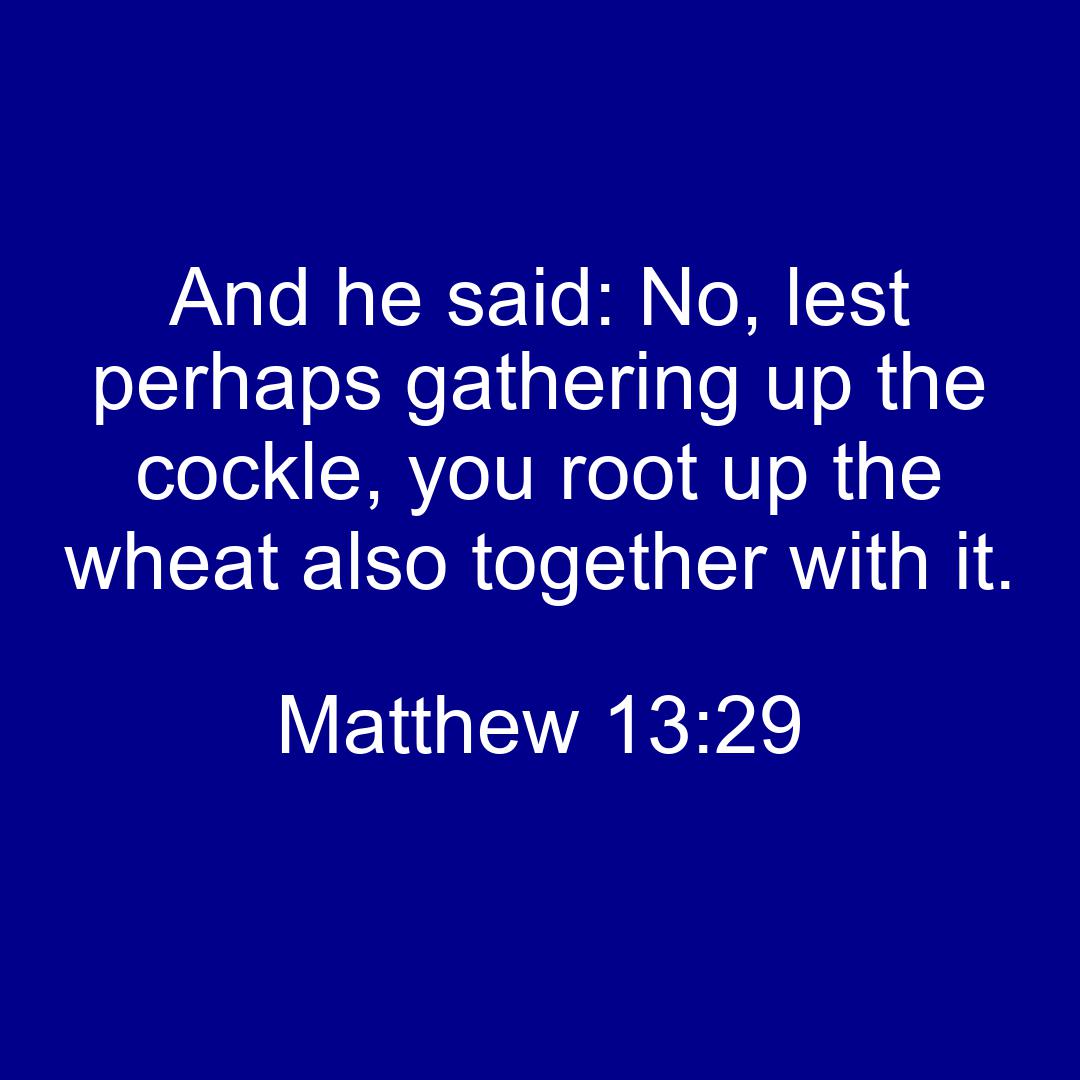 And he said: No, lest
perhaps gathering up the
cockle, you root up the
wheat also together with it.
Matthew 13:29